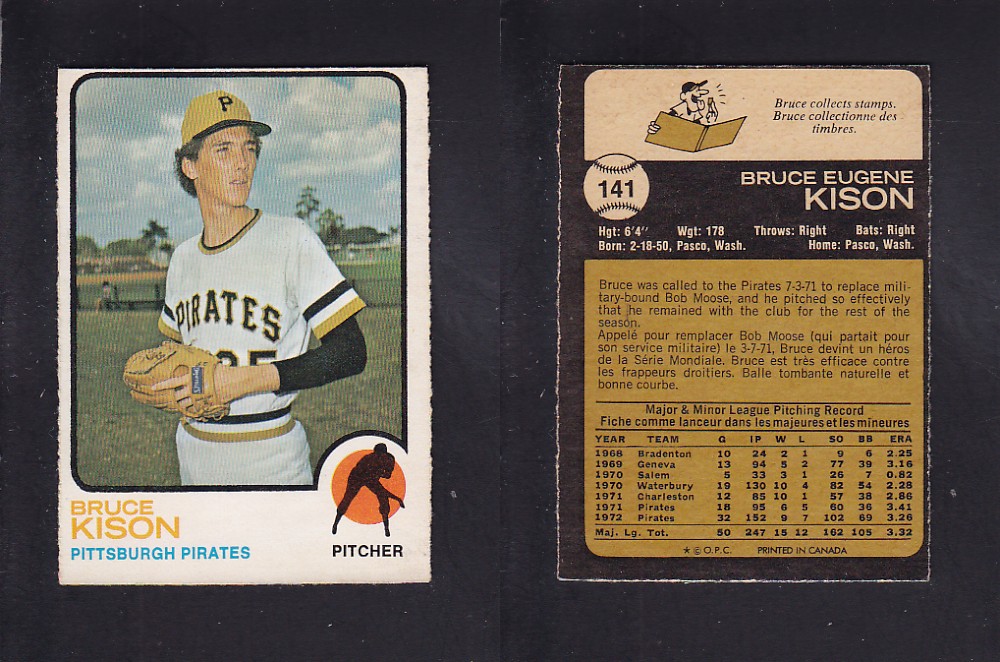 P
PIRATES
BRUCE
KISON
PITTSBURGH PIRATES
PITCHER
Bruce collects stamps.
Bruce collectionne des
timbres.
141
BRUCE EUGENE
KISON
Hgt: 6'4" Wgt: 178 Throws: Right Bats: Right
Born: 2-18-50, Pasco, Wash. Home: Pasco, Wash.
Bruce was called to the Pirates 7-3-71 to replace mili-
tary-bound Bob Moose, and he pitched so effectively
that he remained with the club for the rest of the
season.
Appelé pour remplacer Bob Moose (qui partait pour
son service militaire) le 3-7-71, Bruce devint un héros
de la Série Mondiale. Bruce est très efficace contre
les frappeurs droitiers. Balle tombante naturelle et
bonne courbe.
Major & Minor League Pitching Record
Fiche comme lanceur dans les majeures et les mineures
YEAR TEAM G IP W L SO BB ERA
1968 Bradenton 10 24 2 1 9 6 2.25
1969 Geneva 13 94 5 2 77 39 3.16
1970 Salem 5 33 3 1 26 7 0.82
1970 Waterbury 19 130 10 4 82 54 2.28
1971 Charleston 12 85 10 1 57 38 2.86
1971 Pirates 18 95 6 5 60 36 3.41
1972 Pirates 32 152 9 7 102 69 3.26
Maj. Lg. Tot. 50 247 15 12 162 105 3.32
★ © O.P.C. PRINTED IN CANADA